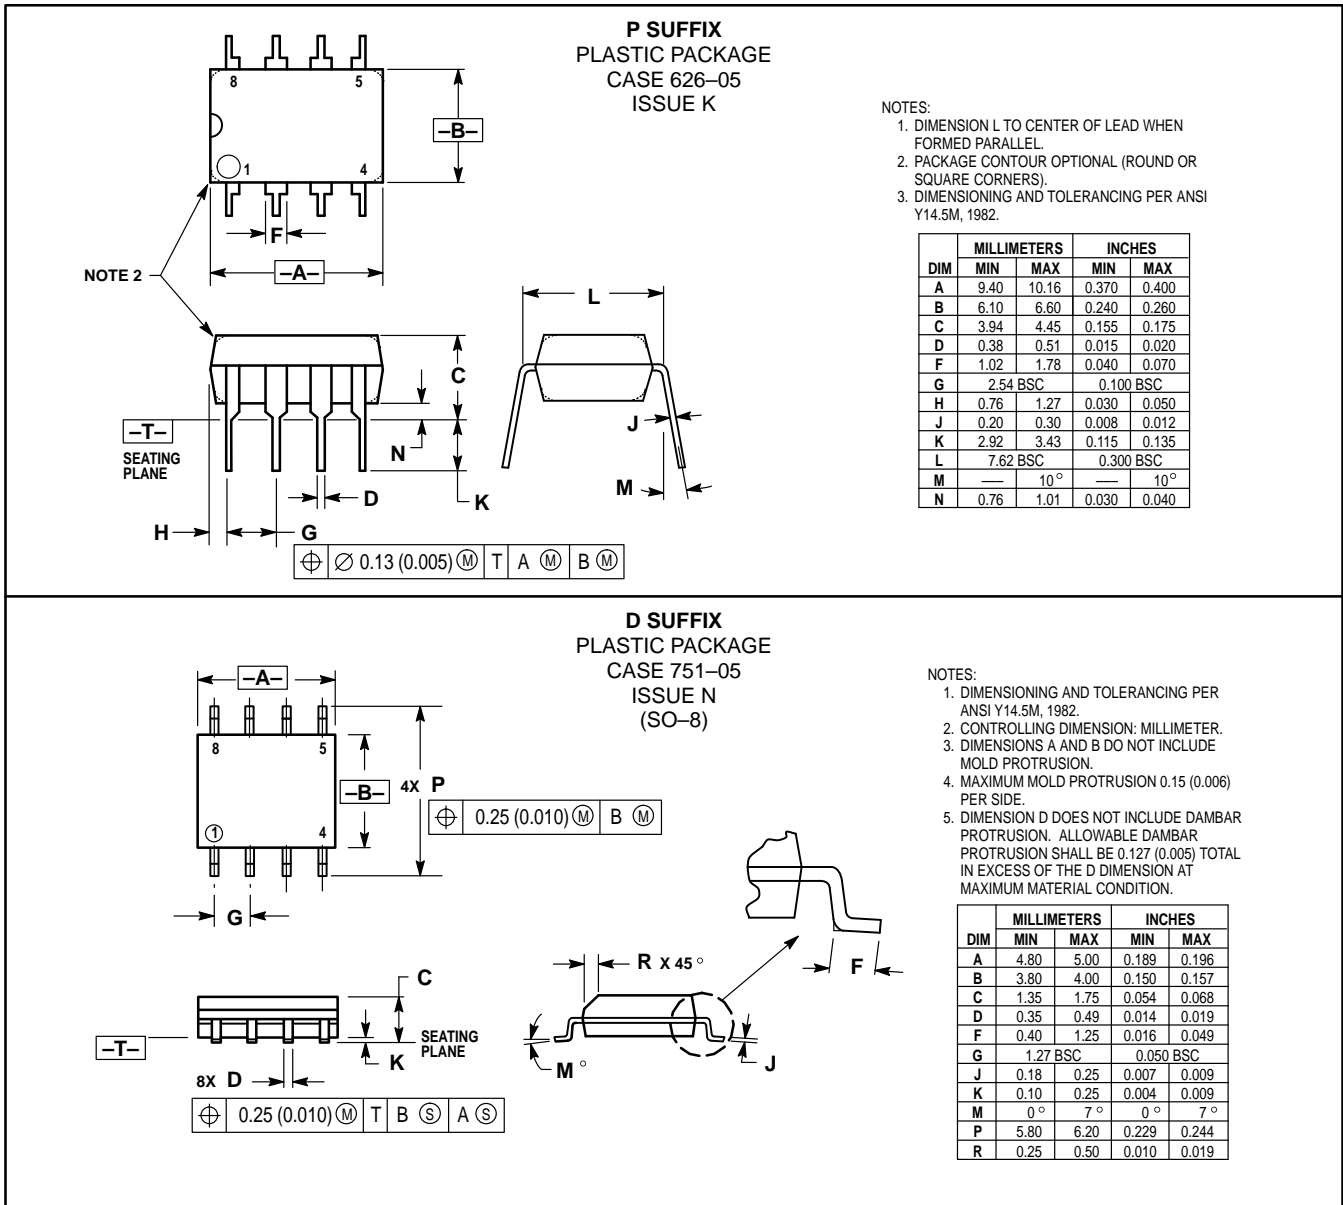 P SUFFIX
PLASTIC PACKAGE
CASE 626–05
ISSUE K
8 5
1 4
–B–
F
–A–
NOTE 2
L
C
J
N
–T–
SEATING
PLANE
M
D
K
H
G
⌖ ∅ 0.13 (0.005) Ⓜ T A Ⓜ B Ⓜ
NOTES:
1. DIMENSION L TO CENTER OF LEAD WHEN
FORMED PARALLEL.
2. PACKAGE CONTOUR OPTIONAL (ROUND OR
SQUARE CORNERS).
3. DIMENSIONING AND TOLERANCING PER ANSI
Y14.5M, 1982.
MILLIMETERS INCHES
DIM MIN MAX MIN MAX
A 9.40 10.16 0.370 0.400
B 6.10 6.60 0.240 0.260
C 3.94 4.45 0.155 0.175
D 0.38 0.51 0.015 0.020
F 1.02 1.78 0.040 0.070
G 2.54 BSC 0.100 BSC
H 0.76 1.27 0.030 0.050
J 0.20 0.30 0.008 0.012
K 2.92 3.43 0.115 0.135
L 7.62 BSC 0.300 BSC
M — 10° — 10°
N 0.76 1.01 0.030 0.040
D SUFFIX
PLASTIC PACKAGE
CASE 751–05
ISSUE N
(SO–8)
–A–
8 5
1 4
–B–
4X P
⌖ 0.25 (0.010) Ⓜ B Ⓜ
G
C
–T–
K
SEATING
PLANE
8X D
⌖ 0.25 (0.010) Ⓜ T B Ⓢ A Ⓢ
R X 45°
M°
J
F
NOTES:
1. DIMENSIONING AND TOLERANCING PER
ANSI Y14.5M, 1982.
2. CONTROLLING DIMENSION: MILLIMETER.
3. DIMENSIONS A AND B DO NOT INCLUDE
MOLD PROTRUSION.
4. MAXIMUM MOLD PROTRUSION 0.15 (0.006)
PER SIDE.
5. DIMENSION D DOES NOT INCLUDE DAMBAR
PROTRUSION. ALLOWABLE DAMBAR
PROTRUSION SHALL BE 0.127 (0.005) TOTAL
IN EXCESS OF THE D DIMENSION AT
MAXIMUM MATERIAL CONDITION.
MILLIMETERS INCHES
DIM MIN MAX MIN MAX
A 4.80 5.00 0.189 0.196
B 3.80 4.00 0.150 0.157
C 1.35 1.75 0.054 0.068
D 0.35 0.49 0.014 0.019
F 0.40 1.25 0.016 0.049
G 1.27 BSC 0.050 BSC
J 0.18 0.25 0.007 0.009
K 0.10 0.25 0.004 0.009
M 0° 7° 0° 7°
P 5.80 6.20 0.229 0.244
R 0.25 0.50 0.010 0.019